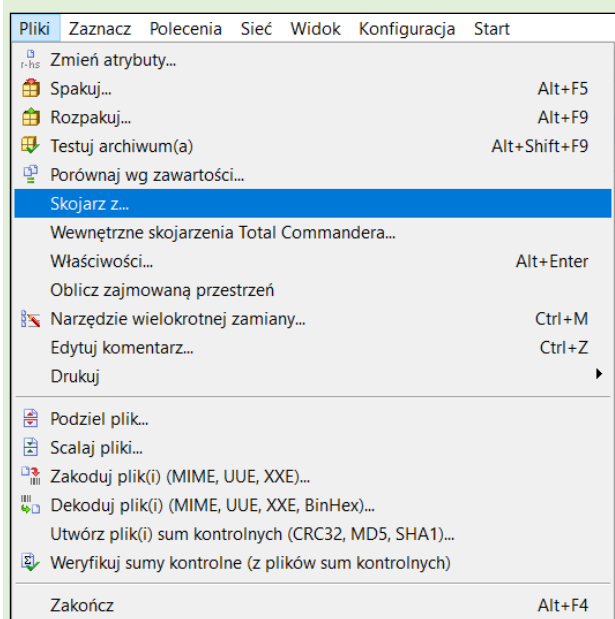 Pliki Zaznacz Polecenia Sieć Widok Konfiguracja Start
r-hs Zmień atrybuty...
Spakuj... Alt+F5
Rozpakuj... Alt+F9
Testuj archiwum(a) Alt+Shift+F9
Porównaj wg zawartości...
Skojarz z...
Wewnętrzne skojarzenia Total Commandera...
Właściwości... Alt+Enter
Oblicz zajmowaną przestrzeń
Narzędzie wielokrotnej zamiany... Ctrl+M
Edytuj komentarz... Ctrl+Z
Drukuj
Podziel plik...
Scalaj pliki...
Zakoduj plik(i) (MIME, UUE, XXE)...
Dekoduj plik(i) (MIME, UUE, XXE, BinHex)...
Utwórz plik(i) sum kontrolnych (CRC32, MD5, SHA1)...
Weryfikuj sumy kontrolne (z plików sum kontrolnych)
Zakończ Alt+F4